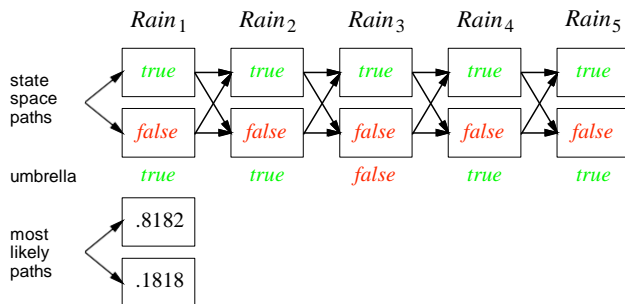 Rain1 Rain2 Rain3 Rain4 Rain5
state
space
paths
true true true true true
false false false false false
umbrella true true false true true
most
likely
paths
.8182
.1818